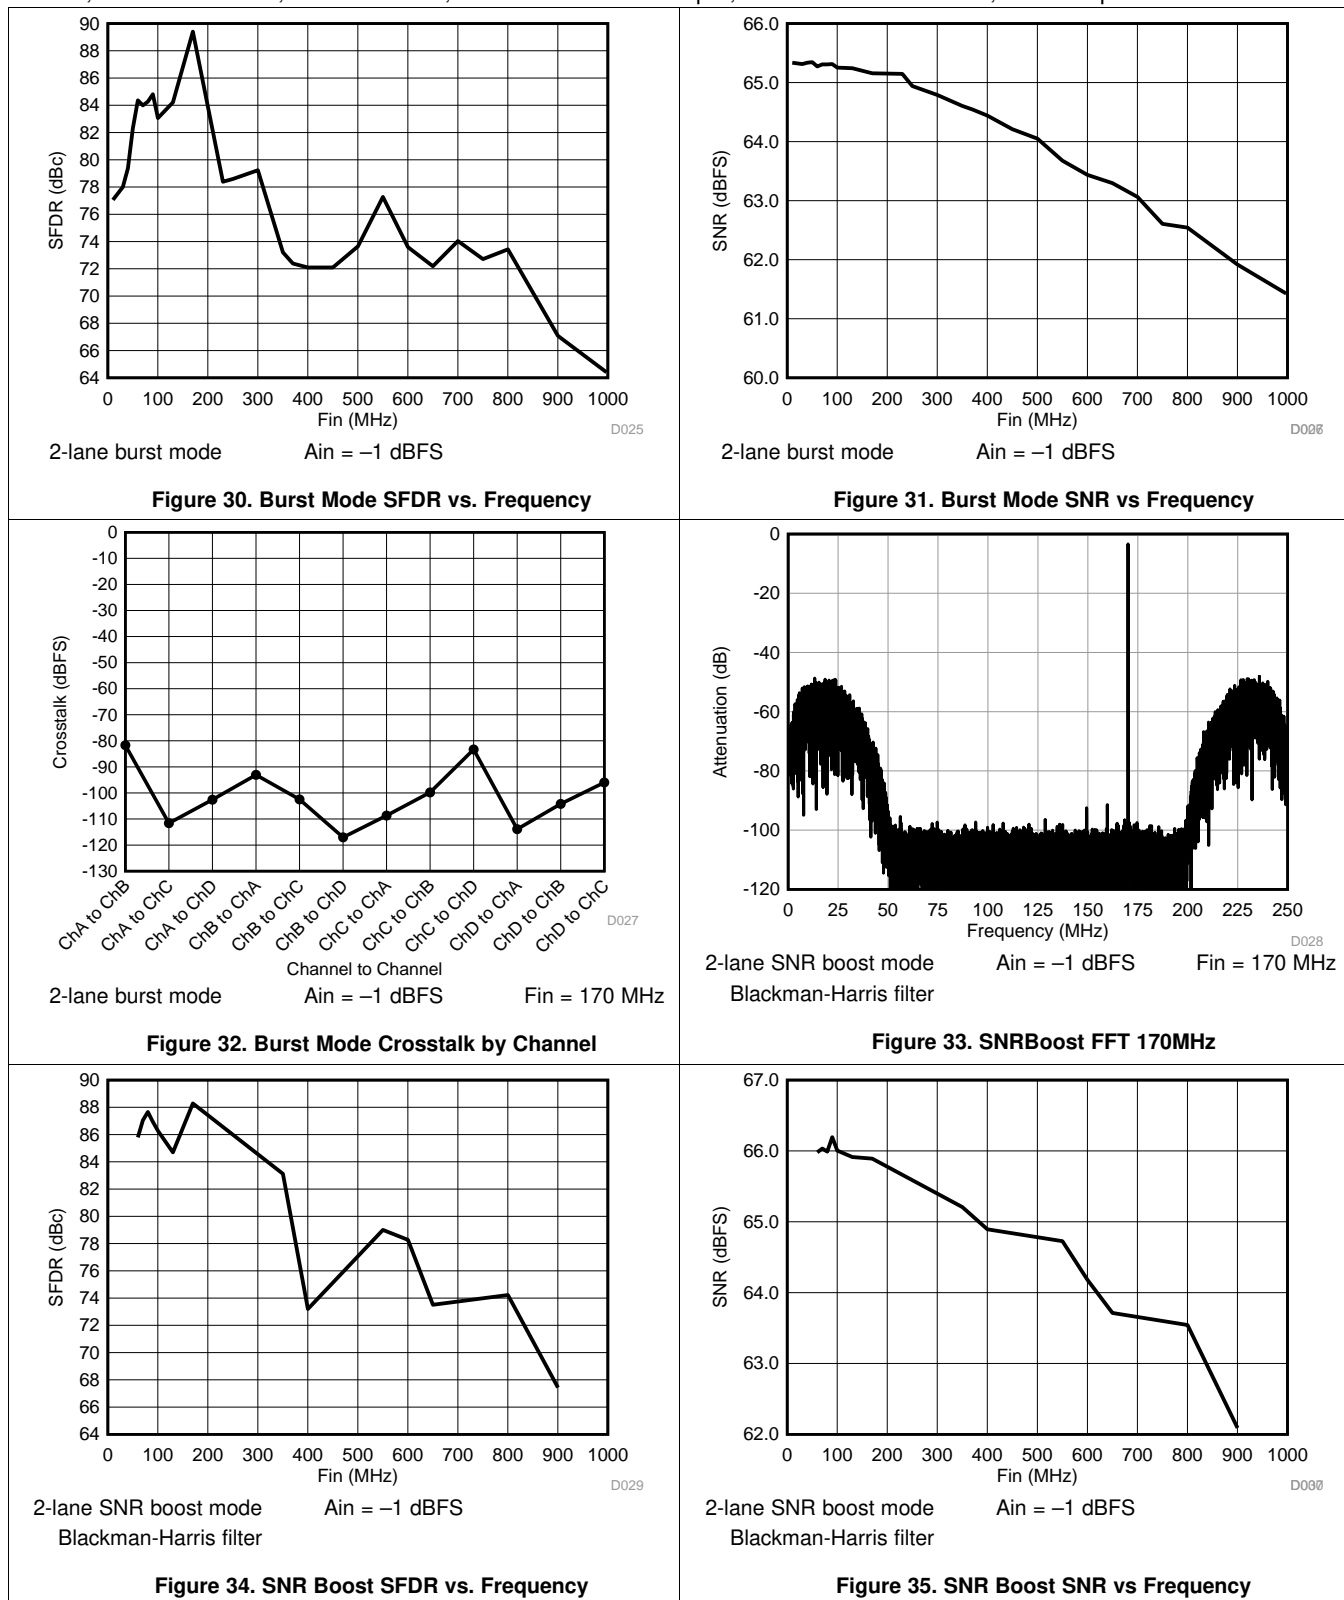 90
88
86
84
82
80
78
76
74
72
70
68
66
64
SFDR (dBc)
0 100 200 300 400 500 600 700 800 900 1000
Fin (MHz)
D025
2-lane burst mode Ain = –1 dBFS
Figure 30. Burst Mode SFDR vs. Frequency
66.0
65.0
64.0
63.0
62.0
61.0
60.0
SNR (dBFS)
0 100 200 300 400 500 600 700 800 900 1000
Fin (MHz)
2-lane burst mode Ain = –1 dBFS
Figure 31. Burst Mode SNR vs Frequency
0
-10
-20
-30
-40
-50
-60
-70
-80
-90
-100
-110
-120
-130
Crosstalk (dBFS)
ChA to ChB
ChA to ChC
ChA to ChD
ChB to ChA
ChB to ChC
ChB to ChD
ChC to ChA
ChC to ChB
ChC to ChD
ChD to ChA
ChD to ChB
ChD to ChC
D027
Channel to Channel
2-lane burst mode Ain = –1 dBFS Fin = 170 MHz
Figure 32. Burst Mode Crosstalk by Channel
0
-20
-40
-60
-80
-100
-120
Attenuation (dB)
0 25 50 75 100 125 150 175 200 225 250
Frequency (MHz)
D028
2-lane SNR boost mode Ain = –1 dBFS Fin = 170 MHz
Blackman-Harris filter
Figure 33. SNRBoost FFT 170MHz
90
88
86
84
82
80
78
76
74
72
70
68
66
64
SFDR (dBc)
0 100 200 300 400 500 600 700 800 900 1000
Fin (MHz)
D029
2-lane SNR boost mode Ain = –1 dBFS
Blackman-Harris filter
Figure 34. SNR Boost SFDR vs. Frequency
67.0
66.0
65.0
64.0
63.0
62.0
SNR (dBFS)
0 100 200 300 400 500 600 700 800 900 1000
Fin (MHz)
2-lane SNR boost mode Ain = –1 dBFS
Blackman-Harris filter
Figure 35. SNR Boost SNR vs Frequency